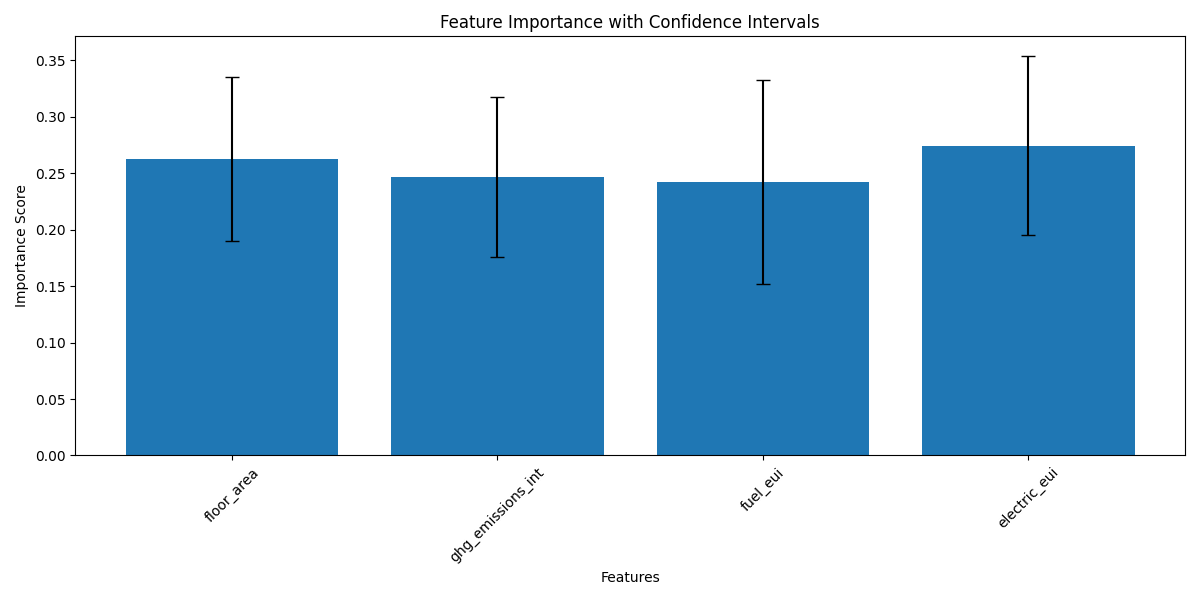 Feature Importance with Confidence Intervals
Importance Score
0.35
0.30
0.25
0.20
0.15
0.10
0.05
0.00
floor_area
ghg_emissions_int
fuel_eui
electric_eui
Features